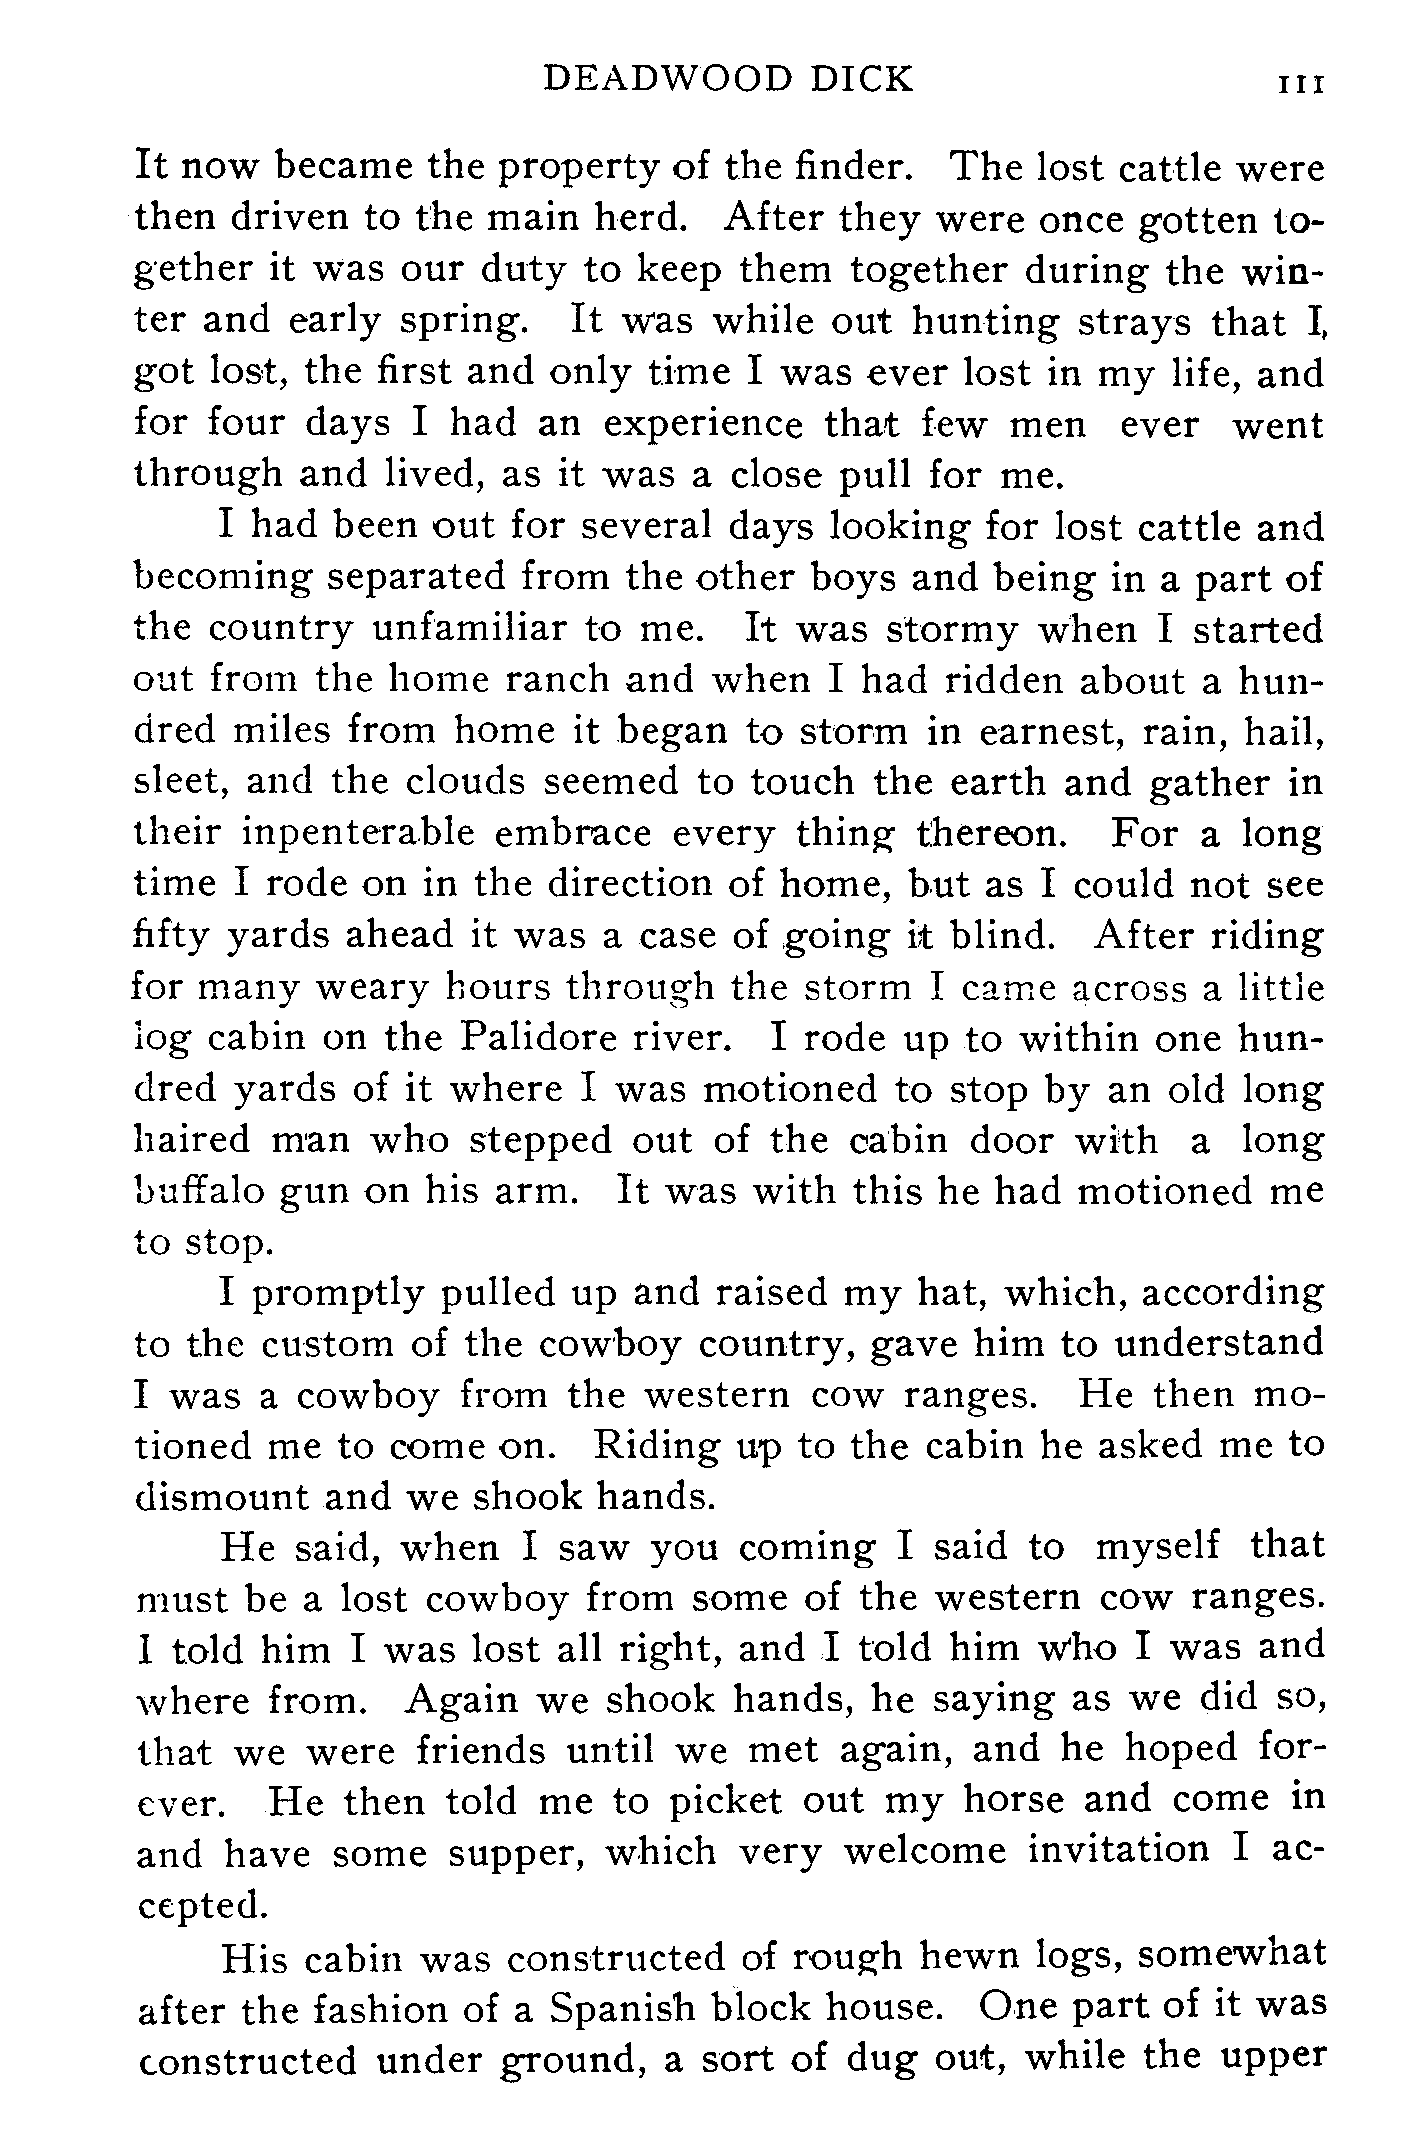 DEADWOOD DICK 111
It now became the property of the finder. The lost cattle were
then driven to the main herd. After they were once gotten to-
gether it was our duty to keep them together during the win-
ter and early spring. It was while out hunting strays that I,
got lost, the first and only time I was ever lost in my life, and
for four days I had an experience that few men ever went
through and lived, as it was a close pull for me.
I had been out for several days looking for lost cattle and
becoming separated from the other boys and being in a part of
the country unfamiliar to me. It was stormy when I started
out from the home ranch and when I had ridden about a hun-
dred miles from home it began to storm in earnest, rain, hail,
sleet, and the clouds seemed to touch the earth and gather in
their inpenterable embrace every thing thereon. For a long
time I rode on in the direction of home, but as I could not see
fifty yards ahead it was a case of going it blind. After riding
for many weary hours through the storm I came across a little
log cabin on the Palidore river. I rode up to within one hun-
dred yards of it where I was motioned to stop by an old long
haired man who stepped out of the cabin door with a long
buffalo gun on his arm. It was with this he had motioned me
to stop.
I promptly pulled up and raised my hat, which, according
to the custom of the cowboy country, gave him to understand
I was a cowboy from the western cow ranges. He then mo-
tioned me to come on. Riding up to the cabin he asked me to
dismount and we shook hands.
He said, when I saw you coming I said to myself that
must be a lost cowboy from some of the western cow ranges.
I told him I was lost all right, and I told him who I was and
where from. Again we shook hands, he saying as we did so,
that we were friends until we met again, and he hoped for-
ever. He then told me to picket out my horse and come in
and have some supper, which very welcome invitation I ac-
cepted.
His cabin was constructed of rough hewn logs, somewhat
after the fashion of a Spanish block house. One part of it was
constructed under ground, a sort of dug out, while the upper